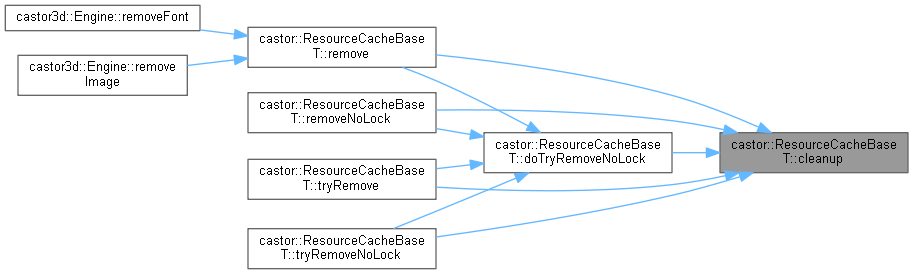 castor3d::Engine::removeFont
castor3d::Engine::remove
Image
castor::ResourceCacheBase
T::remove
castor::ResourceCacheBase
T::removeNoLock
castor::ResourceCacheBase
T::tryRemove
castor::ResourceCacheBase
T::tryRemoveNoLock
castor::ResourceCacheBase
T::doTryRemoveNoLock
castor::ResourceCacheBase
T::cleanup